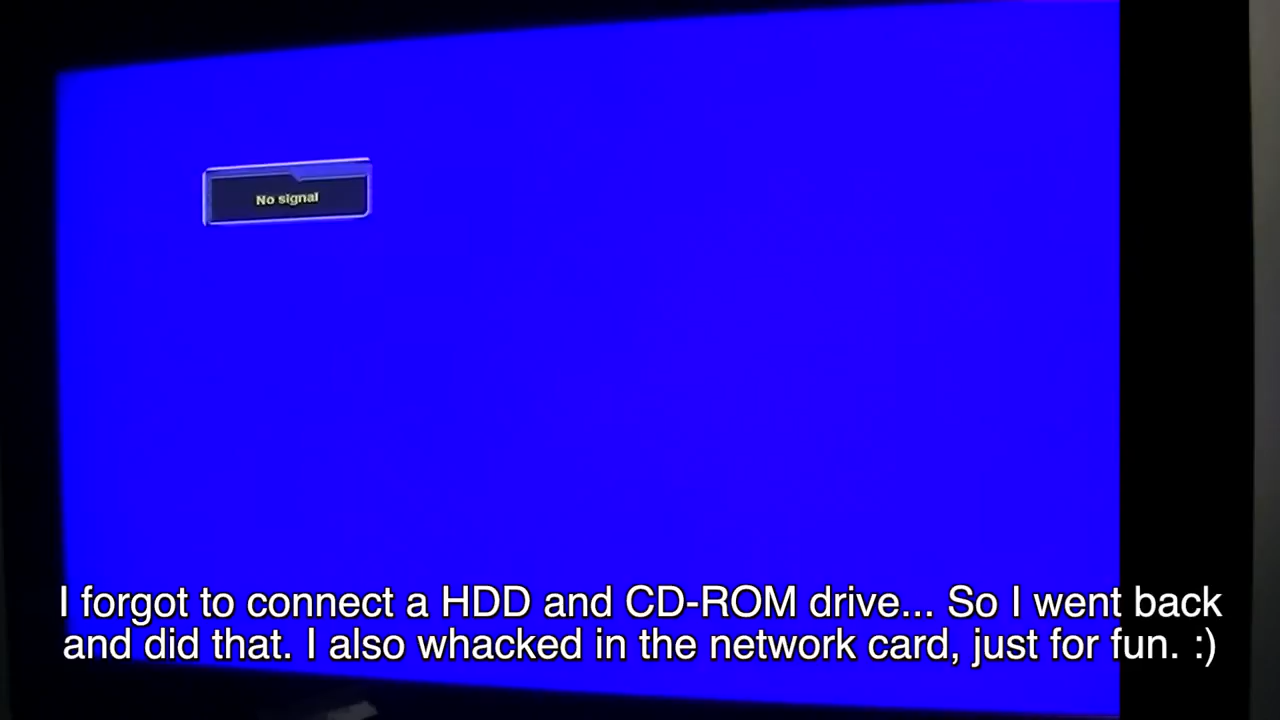 No signal
I forgot to connect a HDD and CD-ROM drive... So I went back
and did that. I also whacked in the network card, just for fun. :)